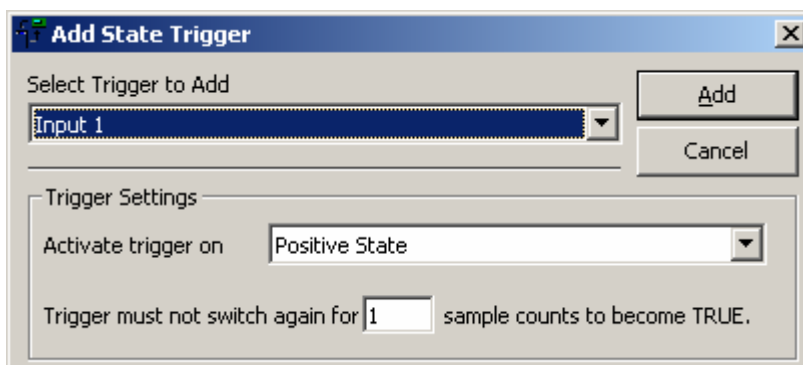 Add State Trigger
Select Trigger to Add
Input 1
Add
Cancel
Trigger Settings
Activate trigger on Positive State
Trigger must not switch again for 1 sample counts to become TRUE.